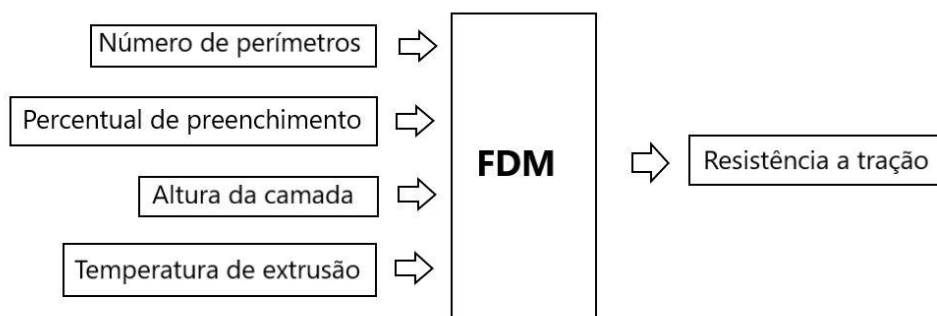 Número de perímetros
Percentual de preenchimento
Altura da camada
Temperatura de extrusão
FDM
Resistência a tração